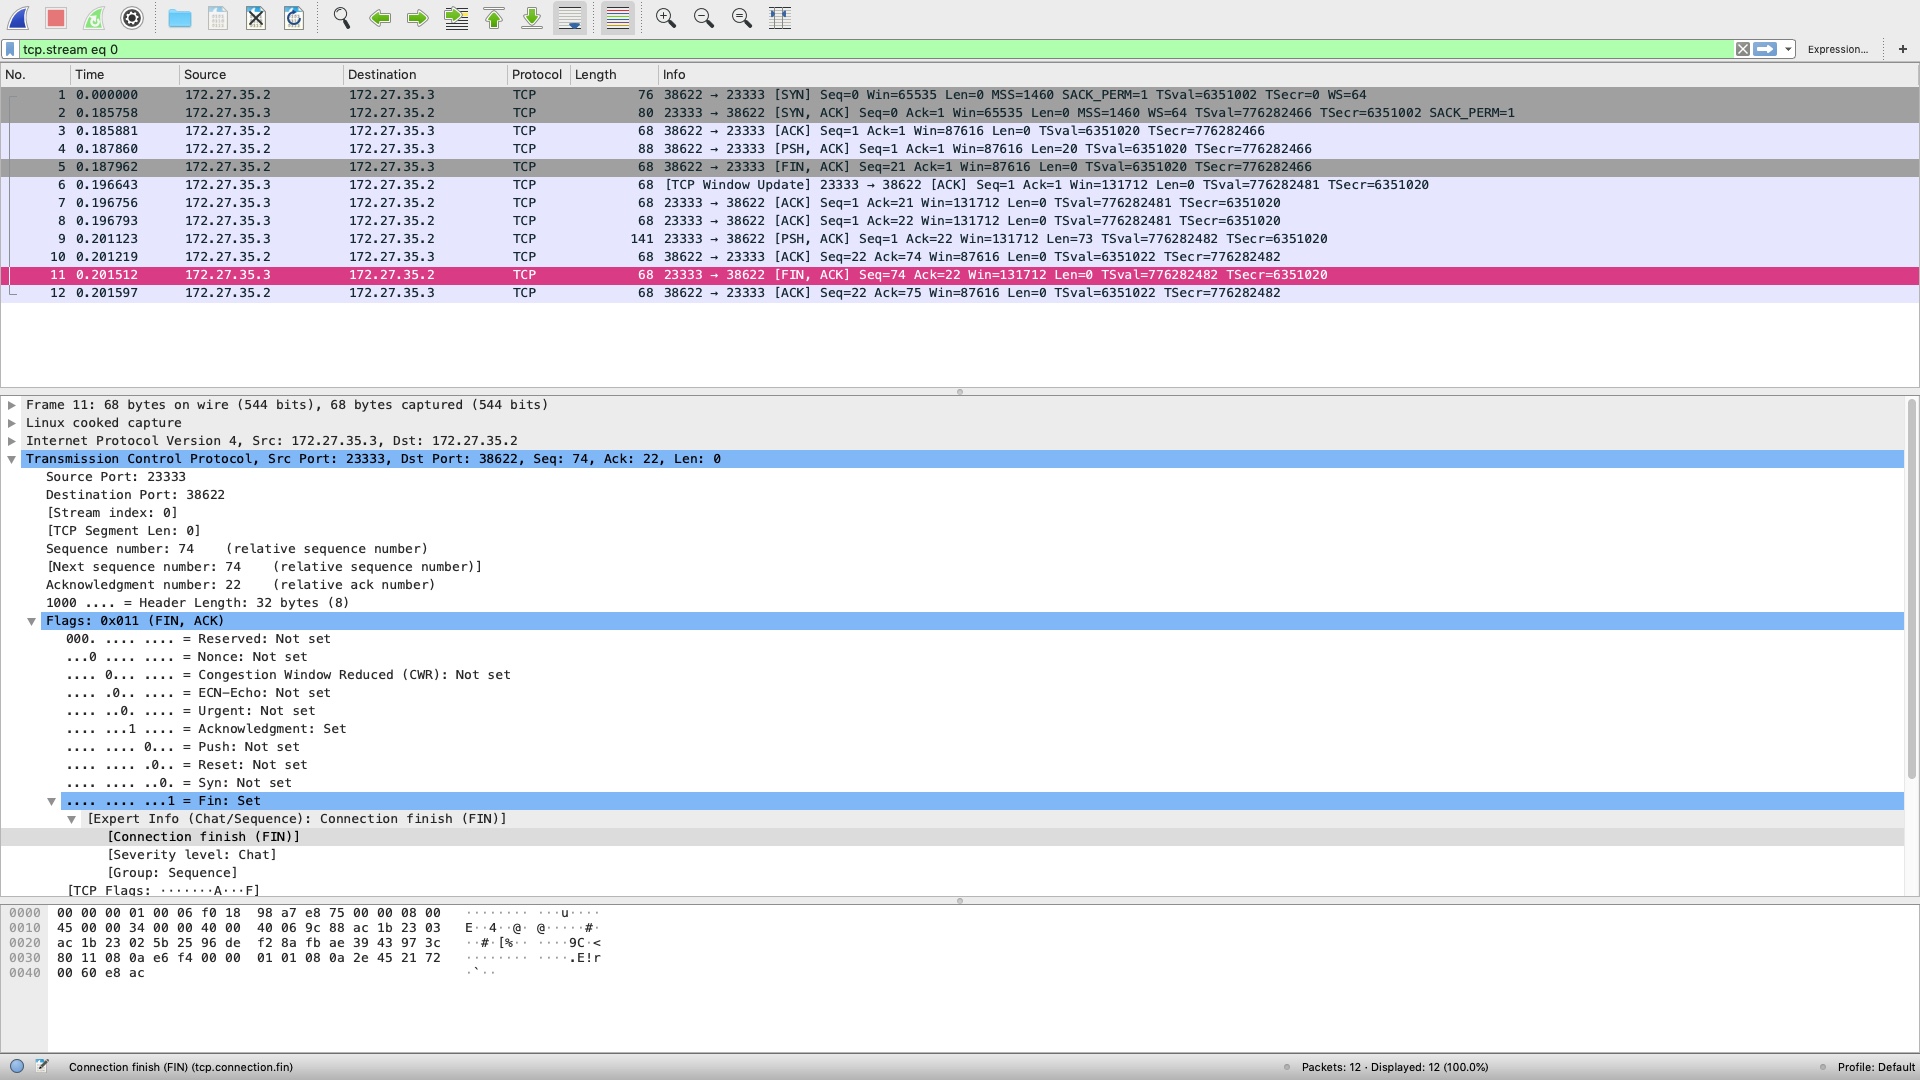 tcp.stream eq 0
Expression... +
No. Time Source Destination Protocol Length Info
1 0.000000 172.27.35.2 172.27.35.3 TCP 76 38622 → 23333 [SYN] Seq=0 Win=65535 Len=0 MSS=1460 SACK_PERM=1 TSval=6351002 TSecr=0 WS=64
2 0.185758 172.27.35.3 172.27.35.2 TCP 80 23333 → 38622 [SYN, ACK] Seq=0 Ack=1 Win=65535 Len=0 MSS=1460 WS=64 TSval=776282466 TSecr=6351002 SACK_PERM=1
3 0.185881 172.27.35.2 172.27.35.3 TCP 68 38622 → 23333 [ACK] Seq=1 Ack=1 Win=87616 Len=0 TSval=6351020 TSecr=776282466
4 0.187860 172.27.35.2 172.27.35.3 TCP 88 38622 → 23333 [PSH, ACK] Seq=1 Ack=1 Win=87616 Len=20 TSval=6351020 TSecr=776282466
5 0.187962 172.27.35.2 172.27.35.3 TCP 68 38622 → 23333 [FIN, ACK] Seq=21 Ack=1 Win=87616 Len=0 TSval=6351020 TSecr=776282466
6 0.196643 172.27.35.3 172.27.35.2 TCP 68 [TCP Window Update] 23333 → 38622 [ACK] Seq=1 Ack=1 Win=131712 Len=0 TSval=776282481 TSecr=6351020
7 0.196756 172.27.35.3 172.27.35.2 TCP 68 23333 → 38622 [ACK] Seq=1 Ack=21 Win=131712 Len=0 TSval=776282481 TSecr=6351020
8 0.196793 172.27.35.3 172.27.35.2 TCP 68 23333 → 38622 [ACK] Seq=1 Ack=22 Win=131712 Len=0 TSval=776282481 TSecr=6351020
9 0.201123 172.27.35.3 172.27.35.2 TCP 141 23333 → 38622 [PSH, ACK] Seq=1 Ack=22 Win=131712 Len=73 TSval=776282482 TSecr=6351020
10 0.201219 172.27.35.2 172.27.35.3 TCP 68 38622 → 23333 [ACK] Seq=22 Ack=74 Win=87616 Len=0 TSval=6351022 TSecr=776282482
11 0.201512 172.27.35.3 172.27.35.2 TCP 68 23333 → 38622 [FIN, ACK] Seq=74 Ack=22 Win=131712 Len=0 TSval=776282482 TSecr=6351020
12 0.201597 172.27.35.2 172.27.35.3 TCP 68 38622 → 23333 [ACK] Seq=22 Ack=75 Win=87616 Len=0 TSval=6351022 TSecr=776282482
Frame 11: 68 bytes on wire (544 bits), 68 bytes captured (544 bits)
Linux cooked capture
Internet Protocol Version 4, Src: 172.27.35.3, Dst: 172.27.35.2
Transmission Control Protocol, Src Port: 23333, Dst Port: 38622, Seq: 74, Ack: 22, Len: 0
Source Port: 23333
Destination Port: 38622
[Stream index: 0]
[TCP Segment Len: 0]
Sequence number: 74    (relative sequence number)
[Next sequence number: 74    (relative sequence number)]
Acknowledgment number: 22    (relative ack number)
1000 .... = Header Length: 32 bytes (8)
Flags: 0x011 (FIN, ACK)
000. .... .... = Reserved: Not set
...0 .... .... = Nonce: Not set
.... 0... .... = Congestion Window Reduced (CWR): Not set
.... .0.. .... = ECN-Echo: Not set
.... ..0. .... = Urgent: Not set
.... ...1 .... = Acknowledgment: Set
.... .... 0... = Push: Not set
.... .... .0.. = Reset: Not set
.... .... ..0. = Syn: Not set
.... .... ...1 = Fin: Set
[Expert Info (Chat/Sequence): Connection finish (FIN)]
[Connection finish (FIN)]
[Severity level: Chat]
[Group: Sequence]
[TCP Flags: ·······A···F]
0000 00 00 00 01 00 06 f0 18 98 a7 e8 75 00 00 08 00 ········ ···u····
0010 45 00 00 34 00 00 40 00 40 06 9c 88 ac 1b 23 03 E··4··@· @·····#·
0020 ac 1b 23 02 5b 25 96 de f2 8a fb ae 39 43 97 3c ··#·[%·· ····9C·<
0030 80 11 08 0a e6 f4 00 00 01 01 08 0a 2e 45 21 72 ········ ····.E!r
0040 00 60 e8 ac ·`··
Connection finish (FIN) (tcp.connection.fin) Packets: 12 · Displayed: 12 (100.0%) Profile: Default